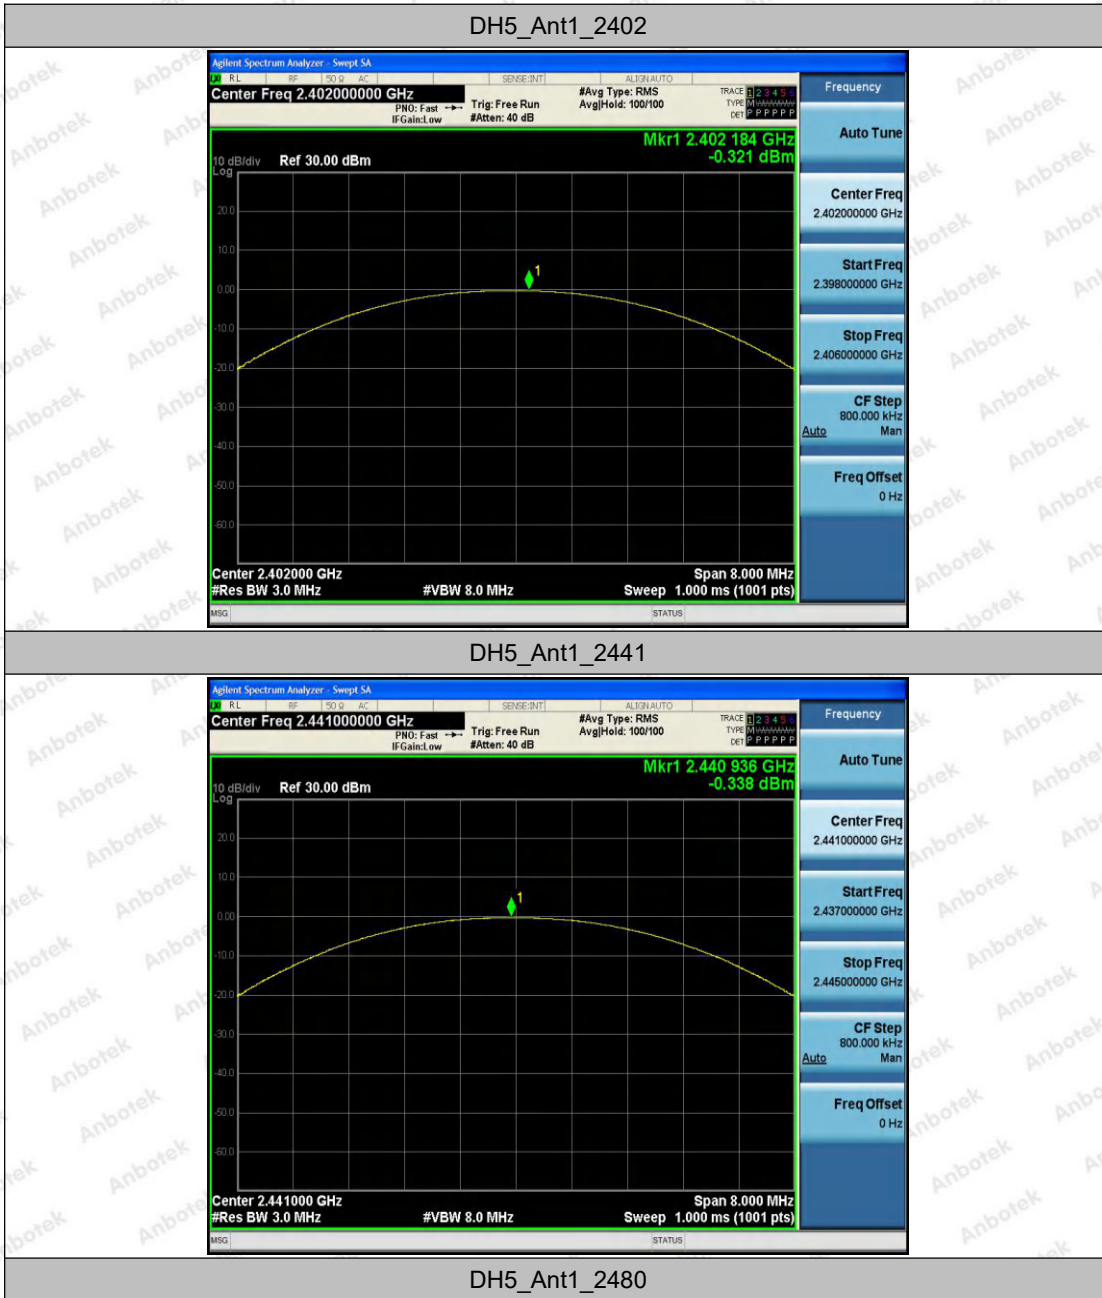 DH5_Ant1_2402
Agilent Spectrum Analyzer - Swept SA
RL RF 50 Ω AC SENSE:INT ALIGN AUTO
Center Freq 2.402000000 GHz
PNO: Fast
IFGain:Low
Trig: Free Run
#Atten: 40 dB
#Avg Type: RMS
Avg|Hold: 100/100
TRACE 1 2 3 4 5 6
TYPE M
DET P P P P P P
Mkr1 2.402 184 GHz
-0.321 dBm
10 dB/div Ref 30.00 dBm
Log
20.0
10.0
0.00
-10.0
-20.0
-30.0
-40.0
-50.0
-60.0
1
Center 2.402000 GHz Span 8.000 MHz
#Res BW 3.0 MHz #VBW 8.0 MHz Sweep 1.000 ms (1001 pts)
MSG STATUS
Frequency
Auto Tune
Center Freq
2.402000000 GHz
Start Freq
2.398000000 GHz
Stop Freq
2.406000000 GHz
CF Step
800.000 kHz
Auto Man
Freq Offset
0 Hz
DH5_Ant1_2441
Agilent Spectrum Analyzer - Swept SA
RL RF 50 Ω AC SENSE:INT ALIGN AUTO
Center Freq 2.441000000 GHz
PNO: Fast
IFGain:Low
Trig: Free Run
#Atten: 40 dB
#Avg Type: RMS
Avg|Hold: 100/100
TRACE 1 2 3 4 5 6
TYPE M
DET P P P P P P
Mkr1 2.440 936 GHz
-0.338 dBm
10 dB/div Ref 30.00 dBm
Log
20.0
10.0
0.00
-10.0
-20.0
-30.0
-40.0
-50.0
-60.0
1
Center 2.441000 GHz Span 8.000 MHz
#Res BW 3.0 MHz #VBW 8.0 MHz Sweep 1.000 ms (1001 pts)
MSG STATUS
Frequency
Auto Tune
Center Freq
2.441000000 GHz
Start Freq
2.437000000 GHz
Stop Freq
2.445000000 GHz
CF Step
800.000 kHz
Auto Man
Freq Offset
0 Hz
DH5_Ant1_2480
Anbotek